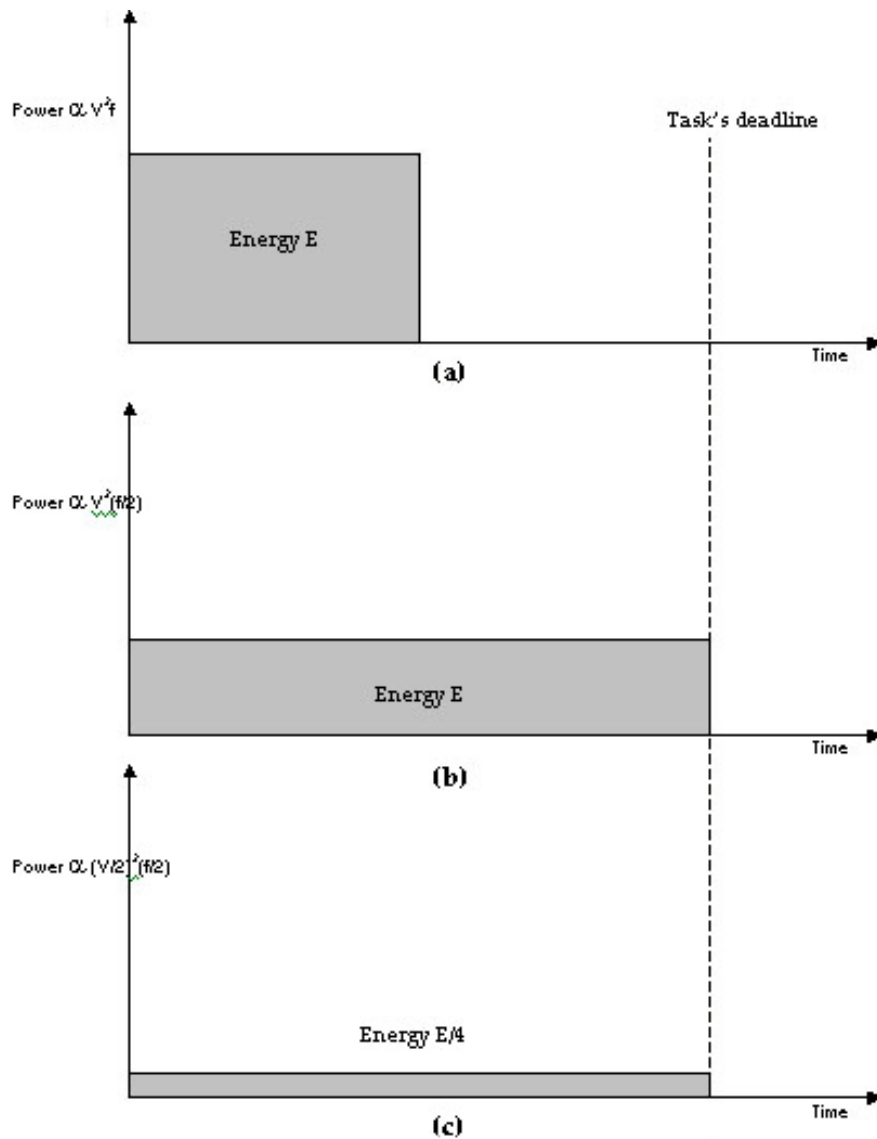 Power α V²f
Task's deadline
Energy E
Time
(a)
Power α V²(f/2)
Energy E
Time
(b)
Power α (V/2)²(f/2)
Energy E/4
Time
(c)